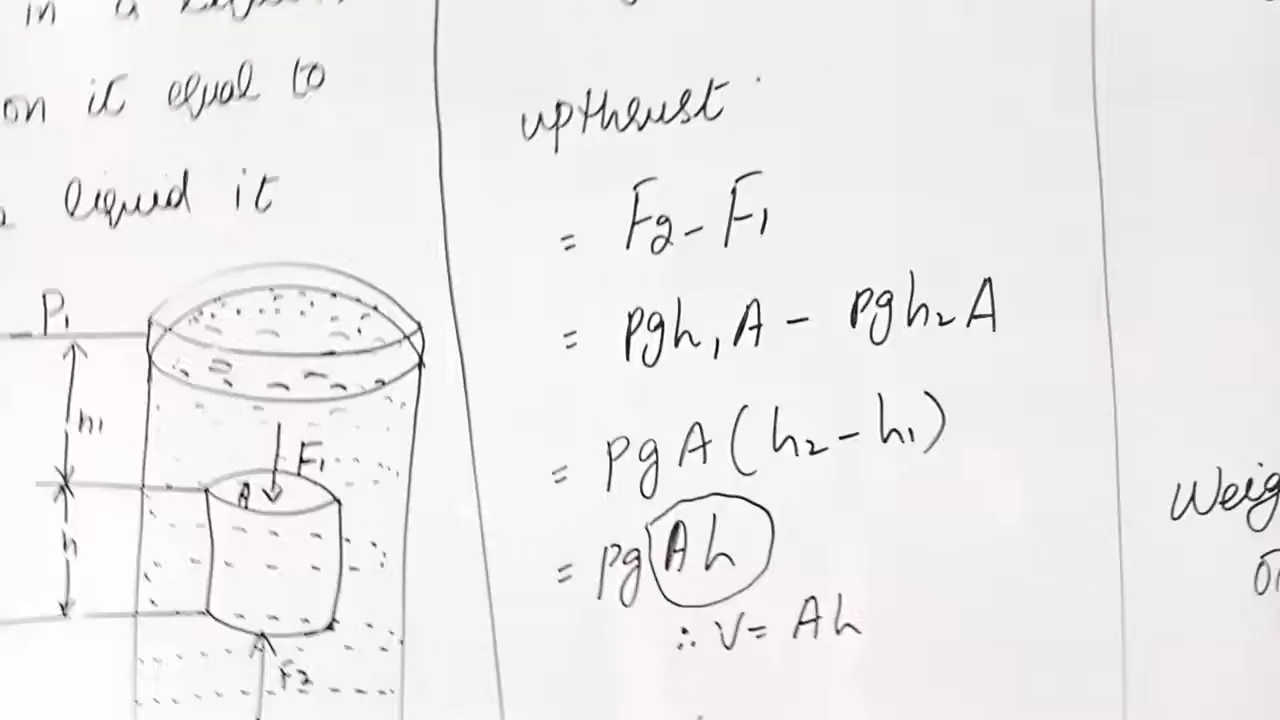 in a
on it equal to
liquid it
P₁
h₁
F₁
A
h
F₂
upthrust
= F₂ - F₁
= ρgh₁A - ρgh₂A
= ρgA(h₂-h₁)
= ρgAh
∴ V = Ah
Weig